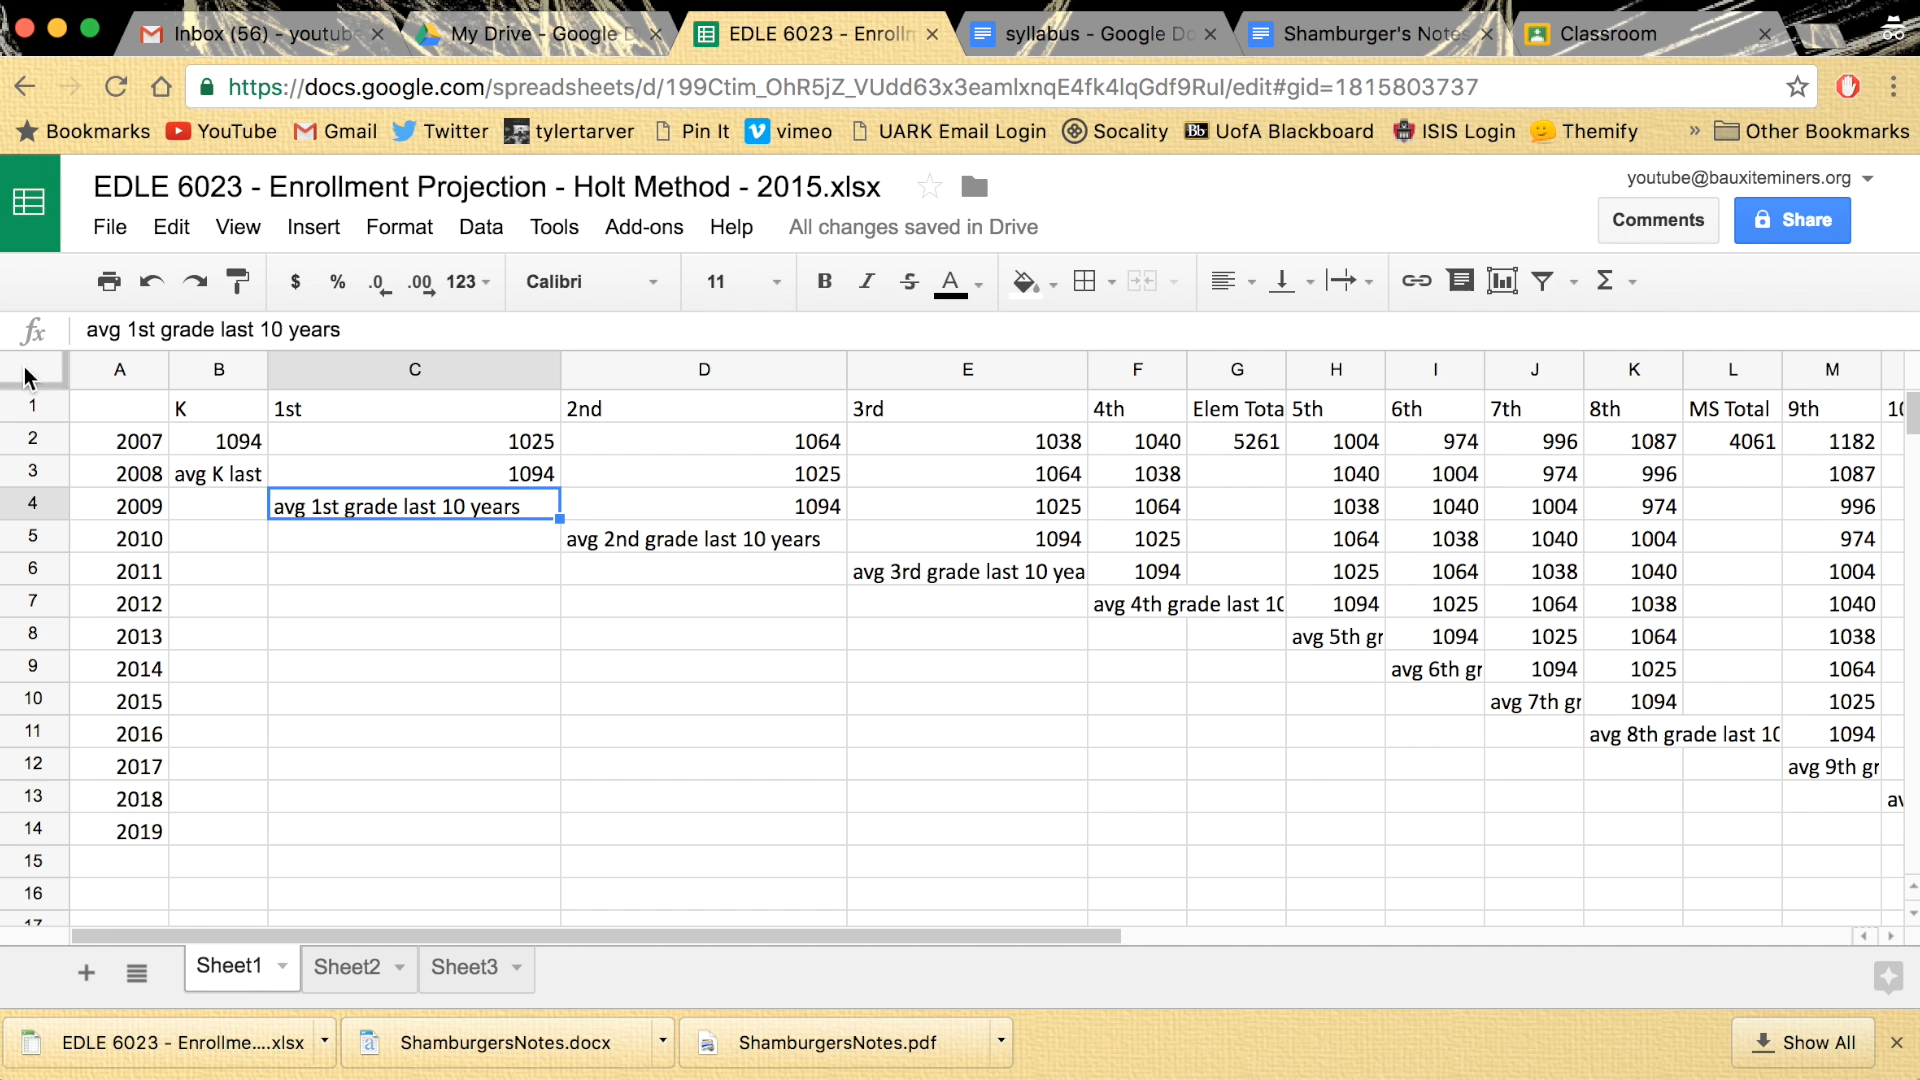 Inbox (56) - youtube
My Drive - Google D
EDLE 6023 - Enrollm
syllabus - Google Do
Shamburger's Notes
Classroom
https://docs.google.com/spreadsheets/d/199Ctim_OhR5jZ_VUdd63x3eamlxnqE4fk4lqGdf9RuI/edit#gid=1815803737
Bookmarks YouTube Gmail Twitter tylertarver Pin It vimeo UARK Email Login Socality UofA Blackboard ISIS Login Themify » Other Bookmarks
EDLE 6023 - Enrollment Projection - Holt Method - 2015.xlsx
youtube@bauxiteminers.org
File Edit View Insert Format Data Tools Add-ons Help All changes saved in Drive
Comments Share
$ % .0 .00 123 Calibri 11 B I S A
fx avg 1st grade last 10 years
A B C D E F G H I J K L M
1 K 1st 2nd 3rd 4th Elem Tota 5th 6th 7th 8th MS Total 9th 10
2 2007 1094 1025 1064 1038 1040 5261 1004 974 996 1087 4061 1182
3 2008 avg K last 1094 1025 1064 1038 1040 1004 974 996 1087
4 2009 avg 1st grade last 10 years 1094 1025 1064 1038 1040 1004 974 996
5 2010 avg 2nd grade last 10 years 1094 1025 1064 1038 1040 1004 974
6 2011 avg 3rd grade last 10 yea 1094 1025 1064 1038 1040 1004
7 2012 avg 4th grade last 10 1094 1025 1064 1038 1040
8 2013 avg 5th gr 1094 1025 1064 1038
9 2014 avg 6th gr 1094 1025 1064
10 2015 avg 7th gr 1094 1025
11 2016 avg 8th grade last 10 1094
12 2017 avg 9th gr
13 2018 av
14 2019
15
16
17
Sheet1 Sheet2 Sheet3
EDLE 6023 - Enrollme....xlsx ShamburgersNotes.docx ShamburgersNotes.pdf Show All